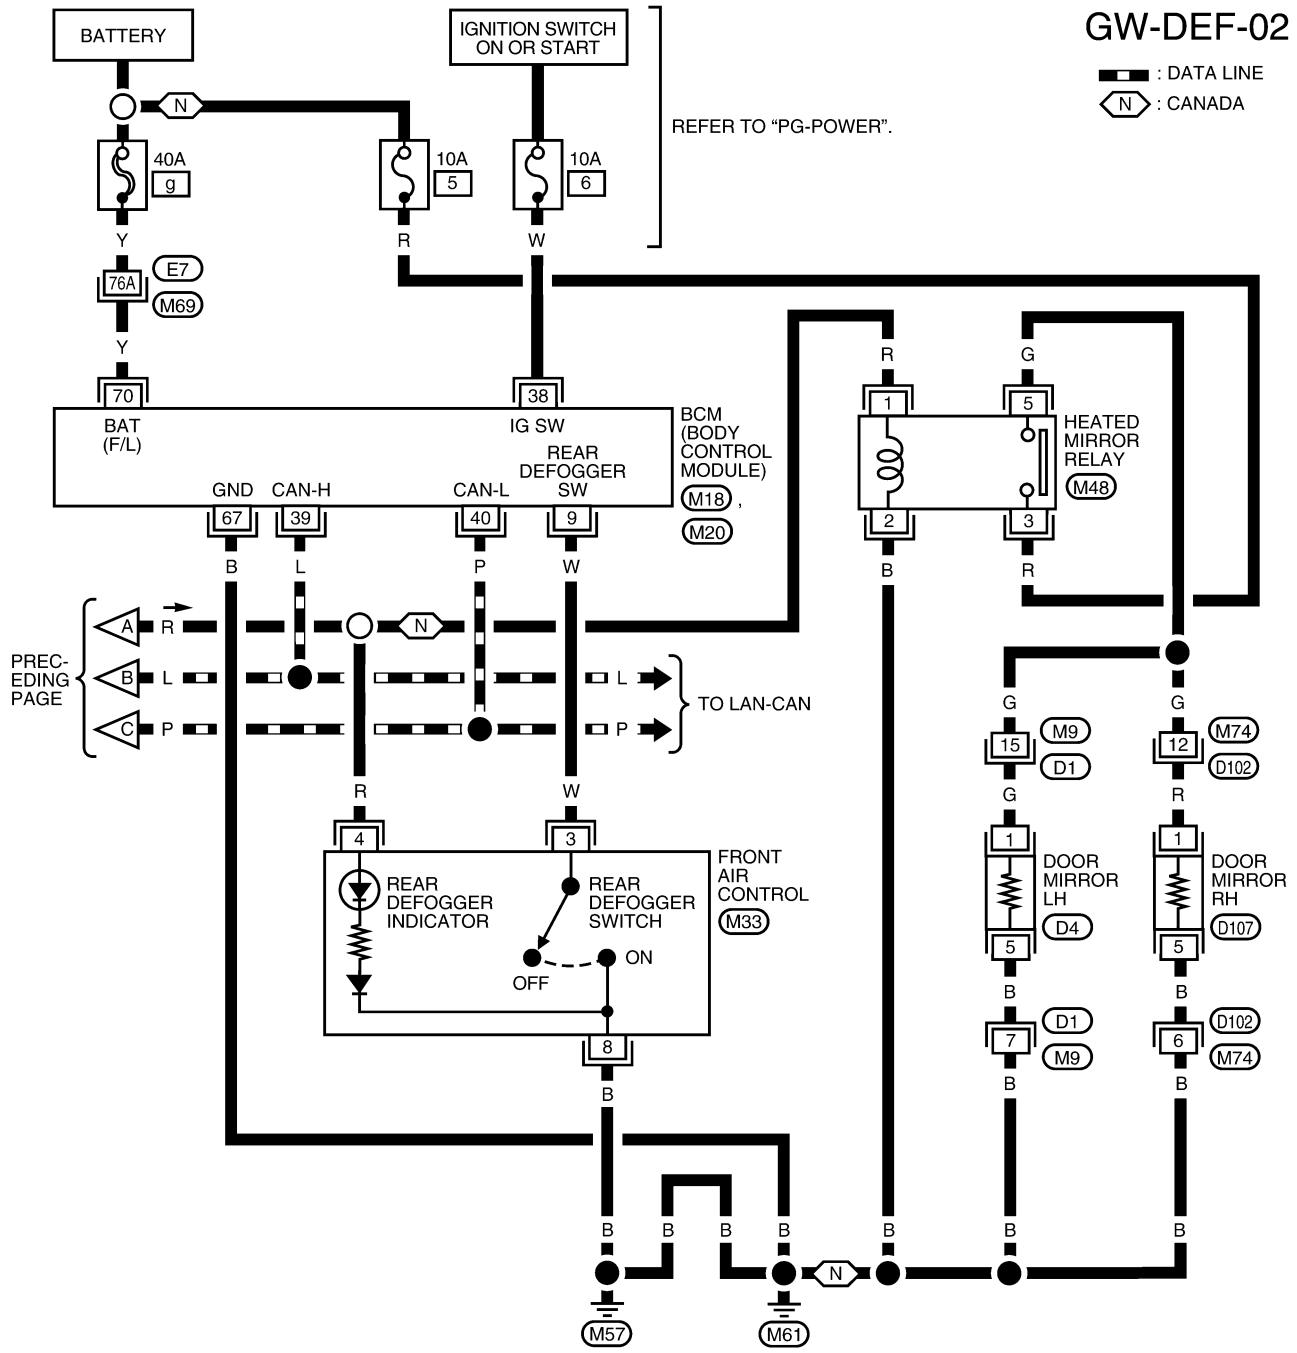 GW-DEF-02
: DATA LINE
N : CANADA
BATTERY
IGNITION SWITCH
ON OR START
REFER TO “PG-POWER”.
N
40A
g
10A
5
10A
6
Y
R
W
76A
E7
M69
Y
70
38
BAT
(F/L)
IG SW
REAR
DEFOGGER
SW
GND
CAN-H
CAN-L
BCM
(BODY
CONTROL
MODULE)
M18 ,
M20
67
39
40
9
B
L
P
W
R
G
1
5
HEATED
MIRROR
RELAY
M48
2
3
B
R
PREC-
EDING
PAGE
A
R
N
B
L
L
C
P
P
TO LAN-CAN
R
W
4
3
REAR
DEFOGGER
INDICATOR
REAR
DEFOGGER
SWITCH
OFF
ON
FRONT
AIR
CONTROL
M33
8
B
G
G
15
M9
D1
12
M74
D102
G
R
1
1
DOOR
MIRROR
LH
D4
DOOR
MIRROR
RH
D107
5
5
B
B
7
D1
M9
6
D102
M74
B
B
B
B
B
B
B
B
B
N
M57
M61